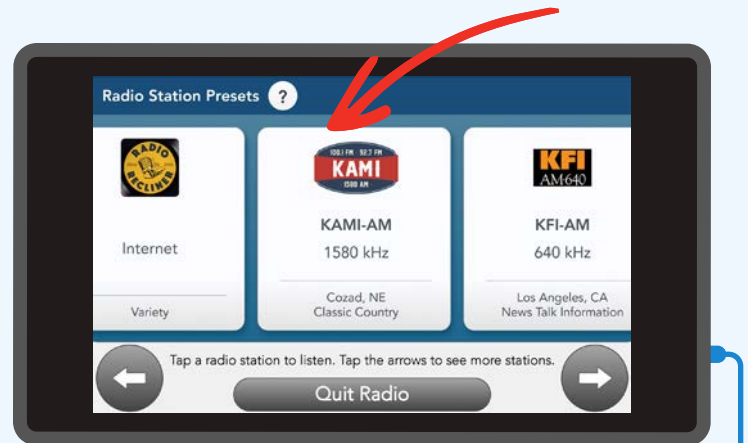 Radio Station Presets ?
RADIO
RECLINER
Internet
Variety
100.1 FM 92.7 FM
KAMI
1580 AM
KAMI-AM
1580 kHz
Cozad, NE
Classic Country
KFI
AM640
KFI-AM
640 kHz
Los Angeles, CA
News Talk Information
Tap a radio station to listen. Tap the arrows to see more stations.
Quit Radio